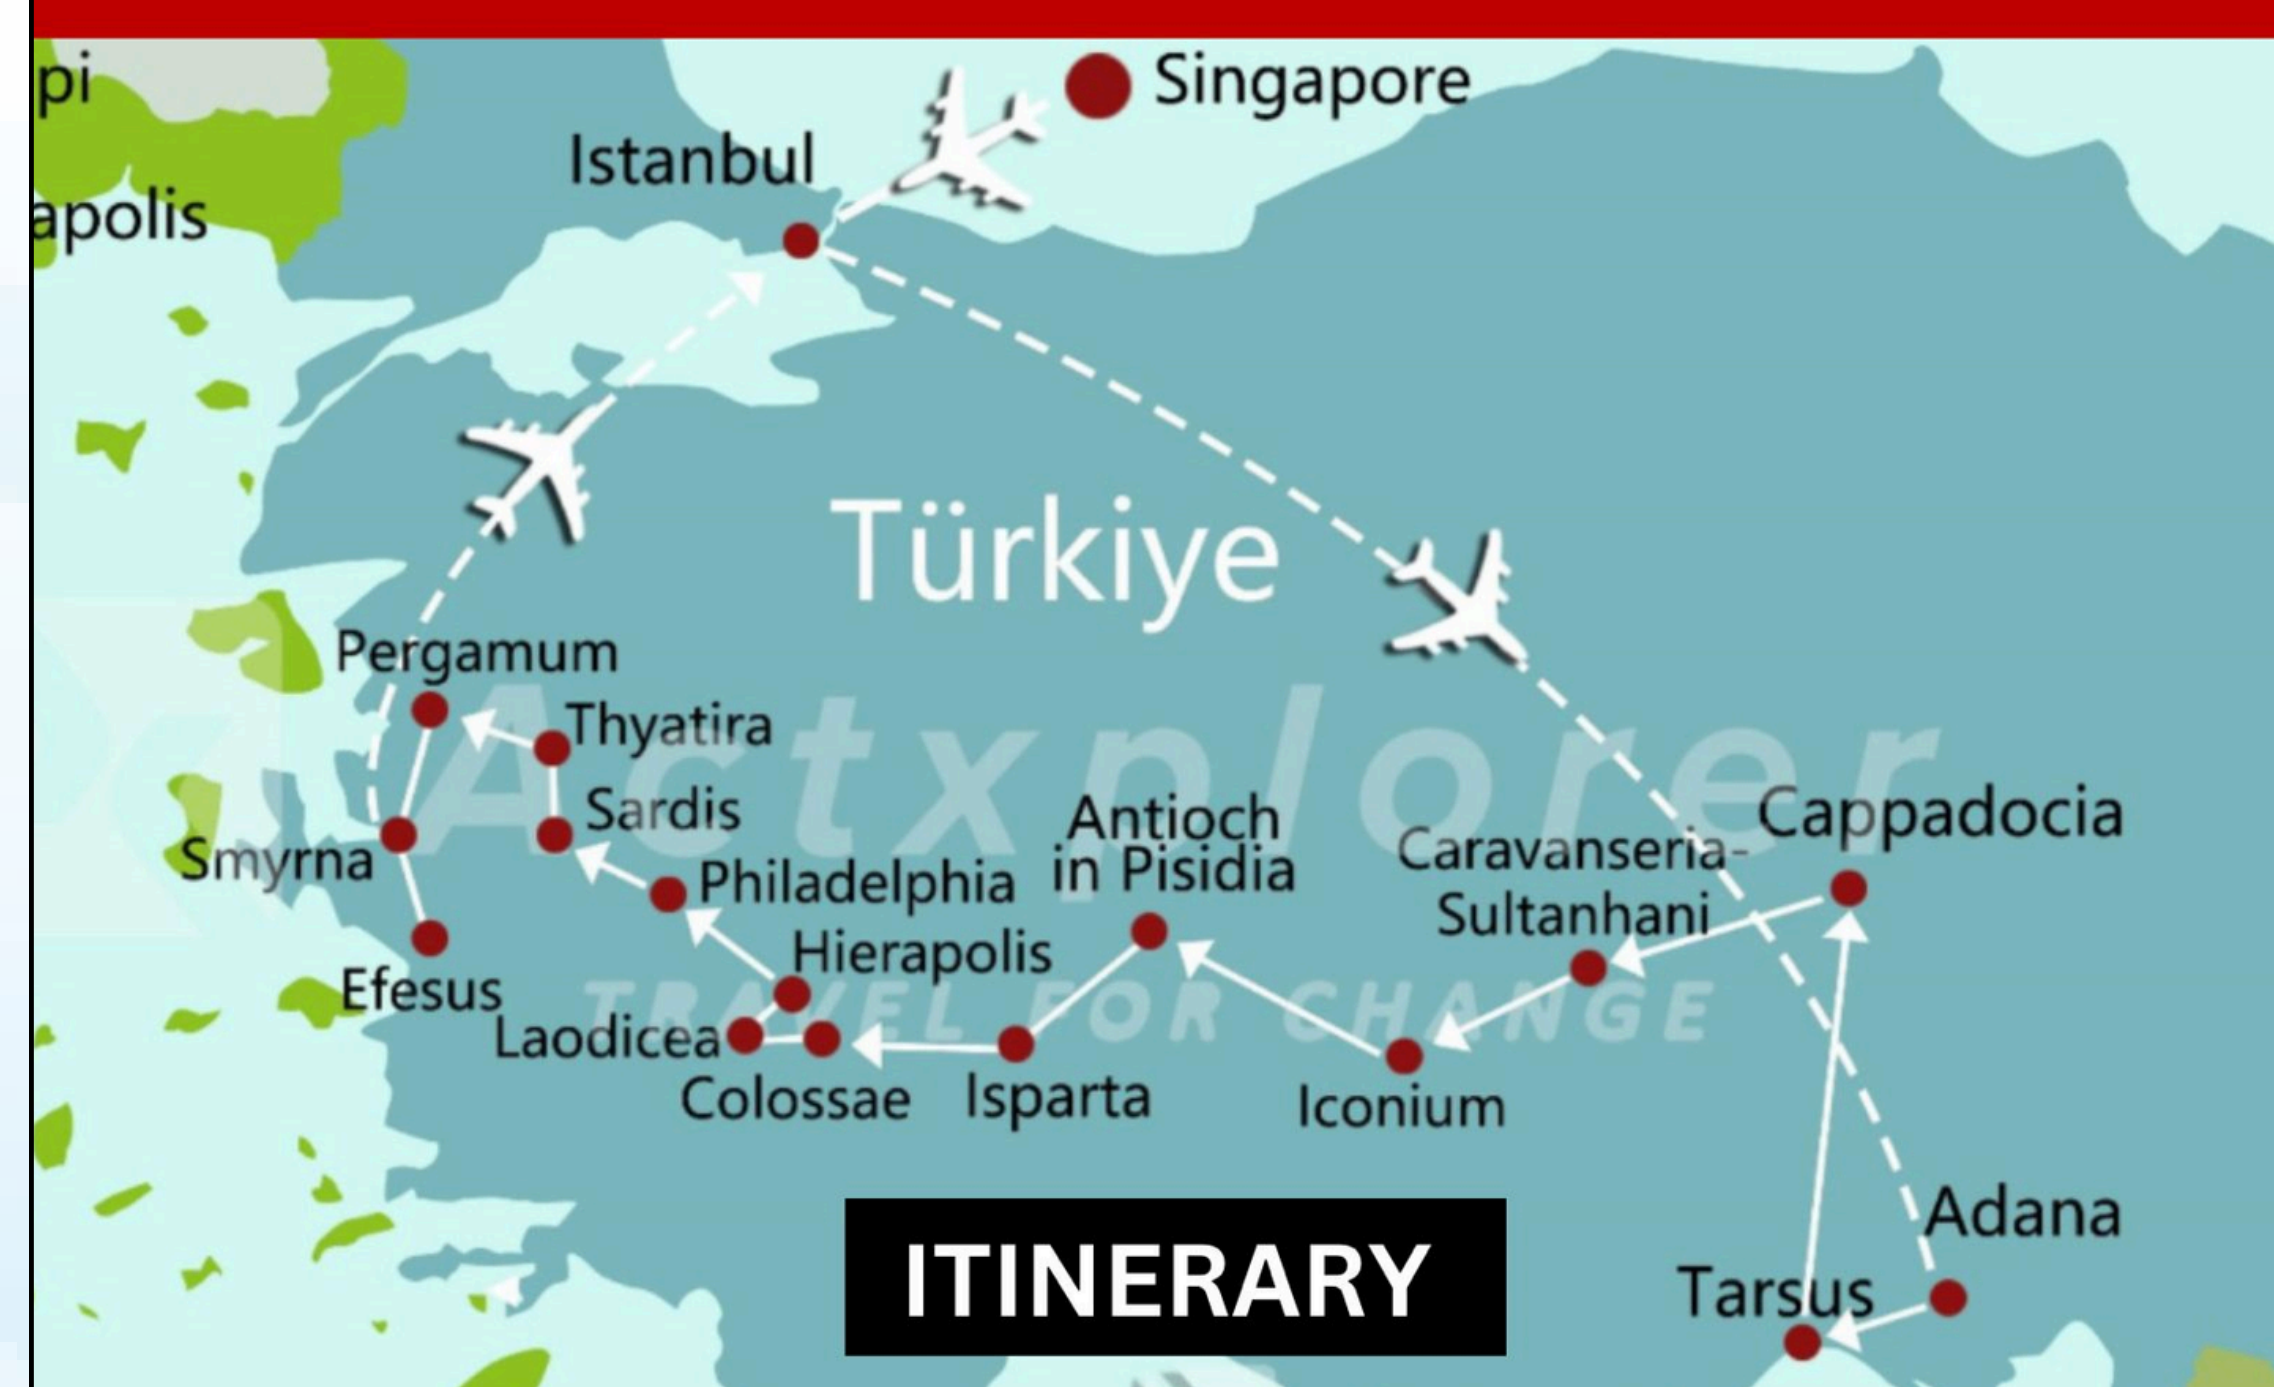 pi
Singapore
Istanbul
apolis
Türkiye
Pergamum
Thyatira
Actxplorer
Sardis
Antioch
in Pisidia
Cappadocia
Caravanseria-
Sultanhani
Smyrna
Philadelphia
Hierapolis
Efesus
TRAVEL FOR CHANGE
Laodicea
Colossae
Isparta
Iconium
Adana
Tarsus
ITINERARY